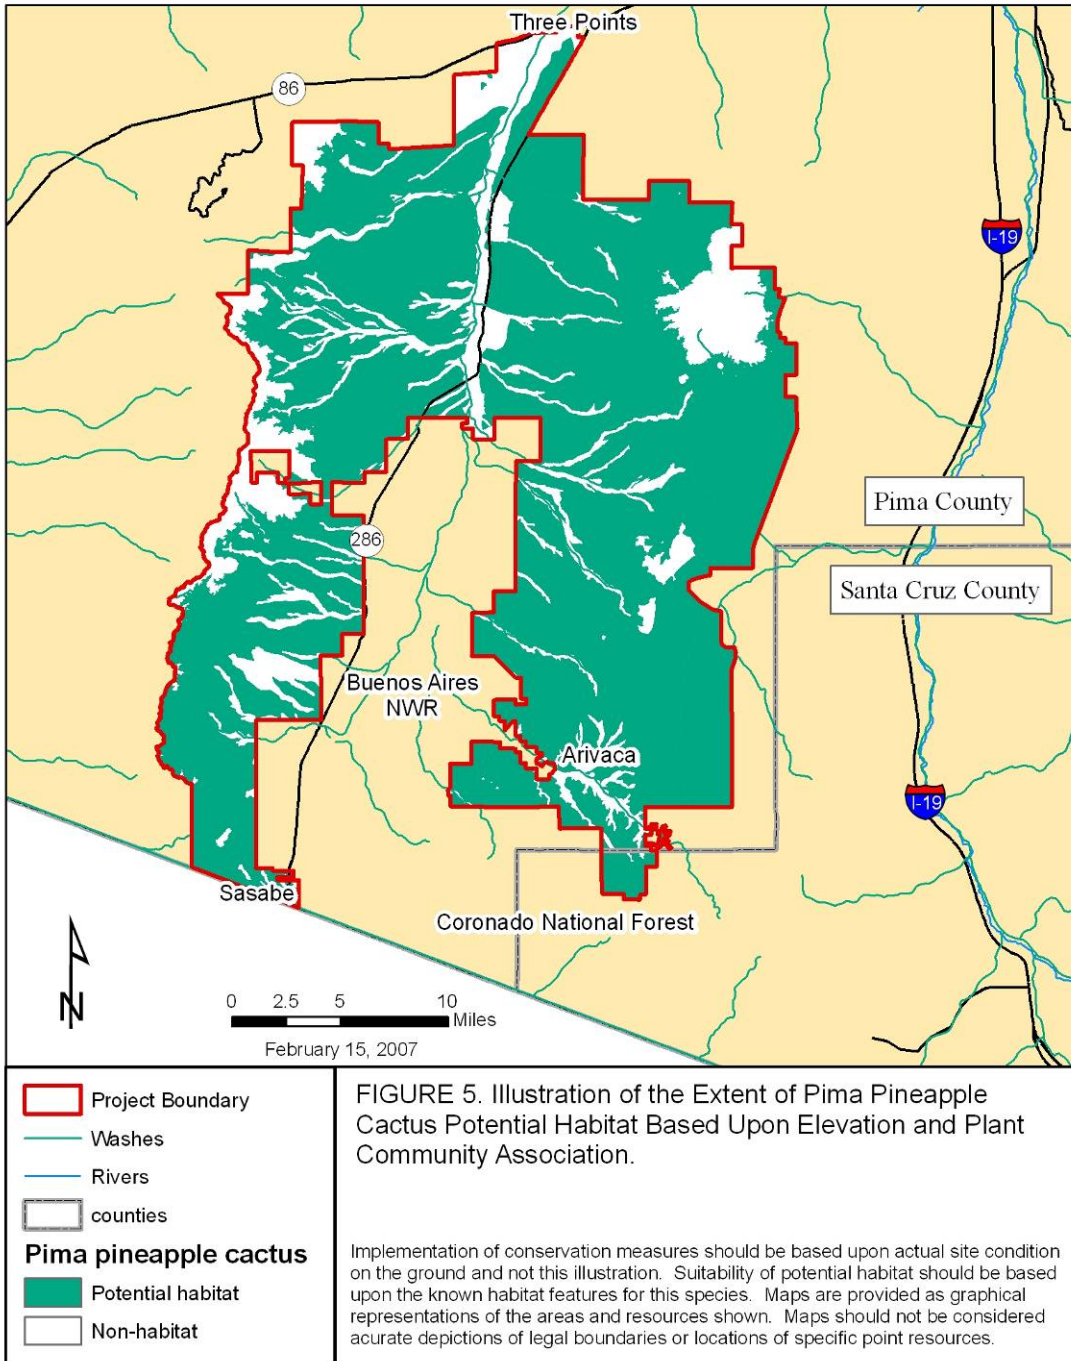 Three Points
86
I-19
Pima County
286
Santa Cruz County
Buenos Aires
NWR
Arivaca
I-19
Sasabe
Coronado National Forest
N
0 2.5 5 10
Miles
February 15, 2007
Project Boundary
Washes
Rivers
counties
Pima pineapple cactus
Potential habitat
Non-habitat
FIGURE 5. Illustration of the Extent of Pima Pineapple
Cactus Potential Habitat Based Upon Elevation and Plant
Community Association.
Implementation of conservation measures should be based upon actual site condition
on the ground and not this illustration. Suitability of potential habitat should be based
upon the known habitat features for this species. Maps are provided as graphical
representations of the areas and resources shown. Maps should not be considered
acurate depictions of legal boundaries or locations of specific point resources.